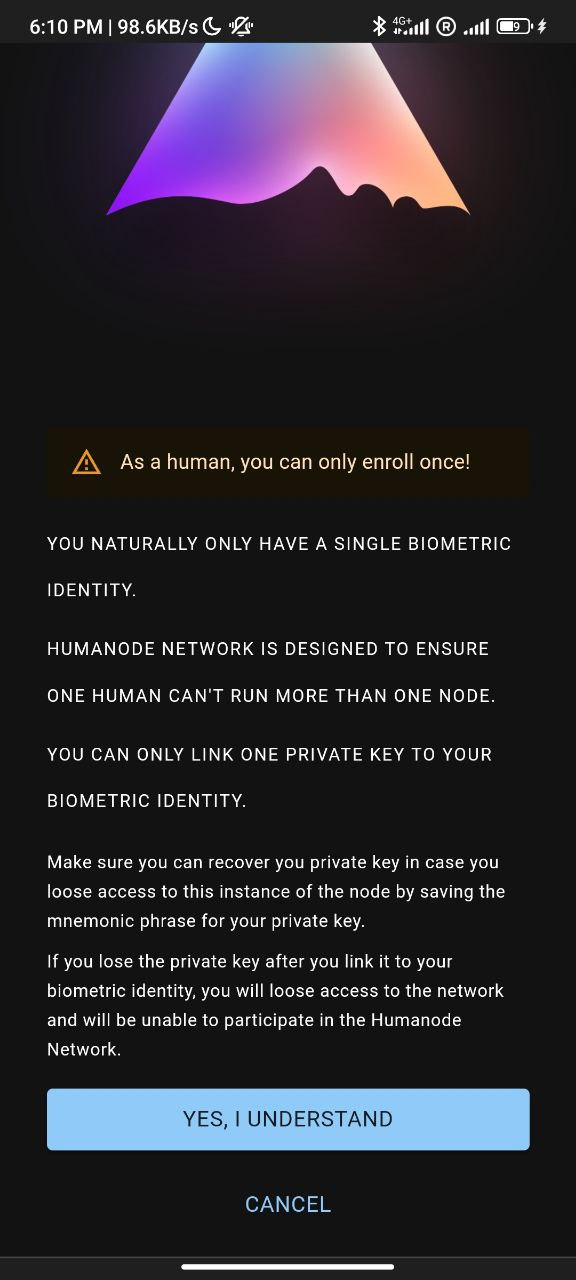 6:10 PM | 98.6KB/s
4G+
R
9
As a human, you can only enroll once!
YOU NATURALLY ONLY HAVE A SINGLE BIOMETRIC
IDENTITY.
HUMANODE NETWORK IS DESIGNED TO ENSURE
ONE HUMAN CAN'T RUN MORE THAN ONE NODE.
YOU CAN ONLY LINK ONE PRIVATE KEY TO YOUR
BIOMETRIC IDENTITY.
Make sure you can recover you private key in case you
loose access to this instance of the node by saving the
mnemonic phrase for your private key.
If you lose the private key after you link it to your
biometric identity, you will loose access to the network
and will be unable to participate in the Humanode
Network.
YES, I UNDERSTAND
CANCEL